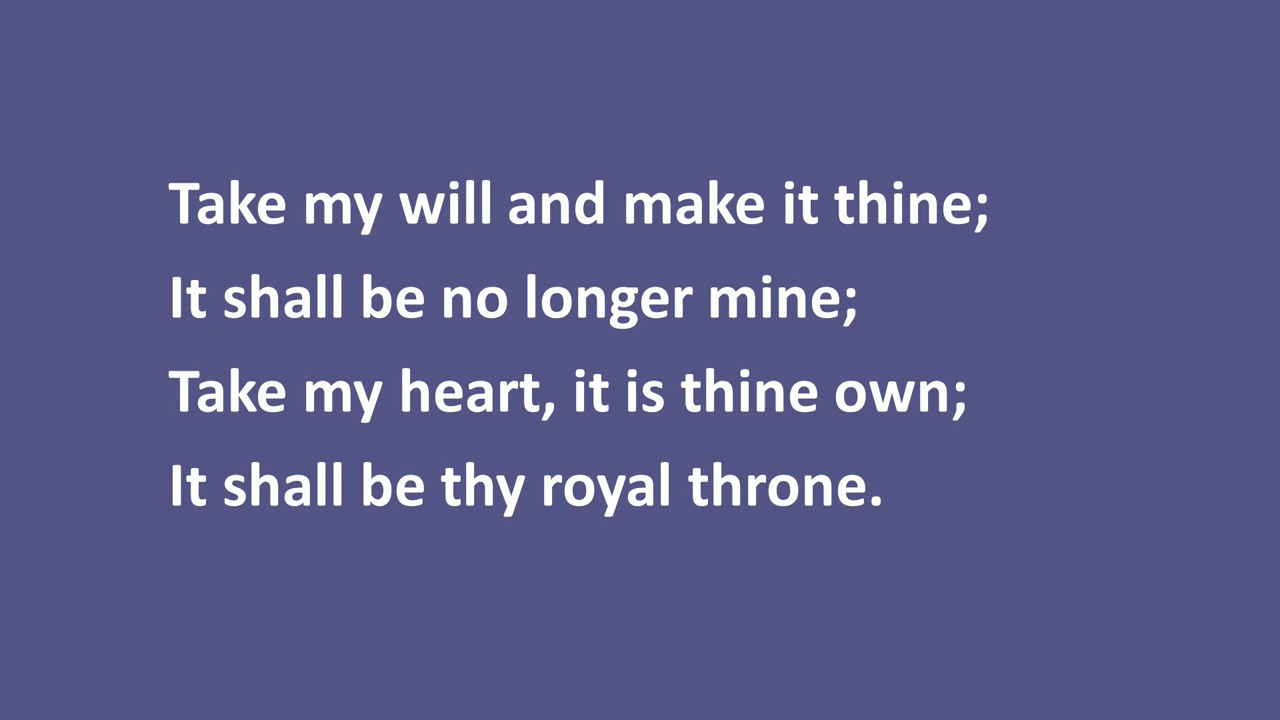 Take my will and make it thine;
It shall be no longer mine;
Take my heart, it is thine own;
It shall be thy royal throne.